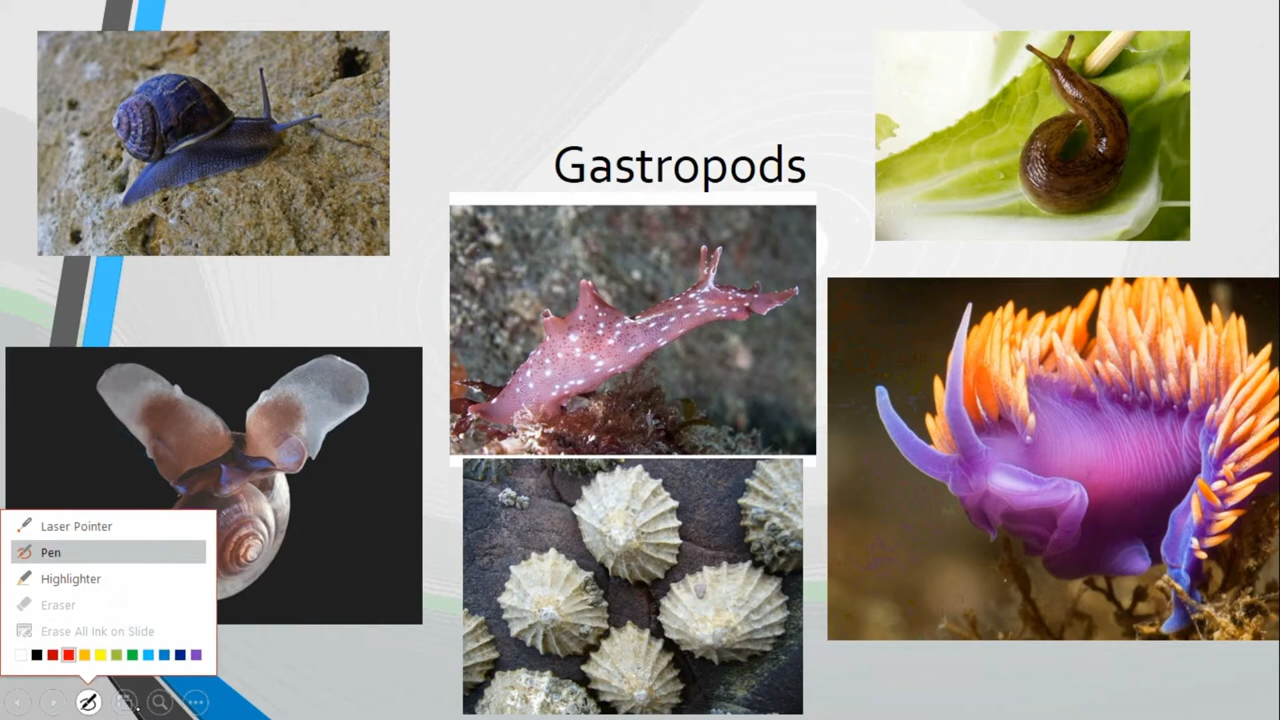 Gastropods
Laser Pointer
Pen
Highlighter
Eraser
Erase All Ink on Slide